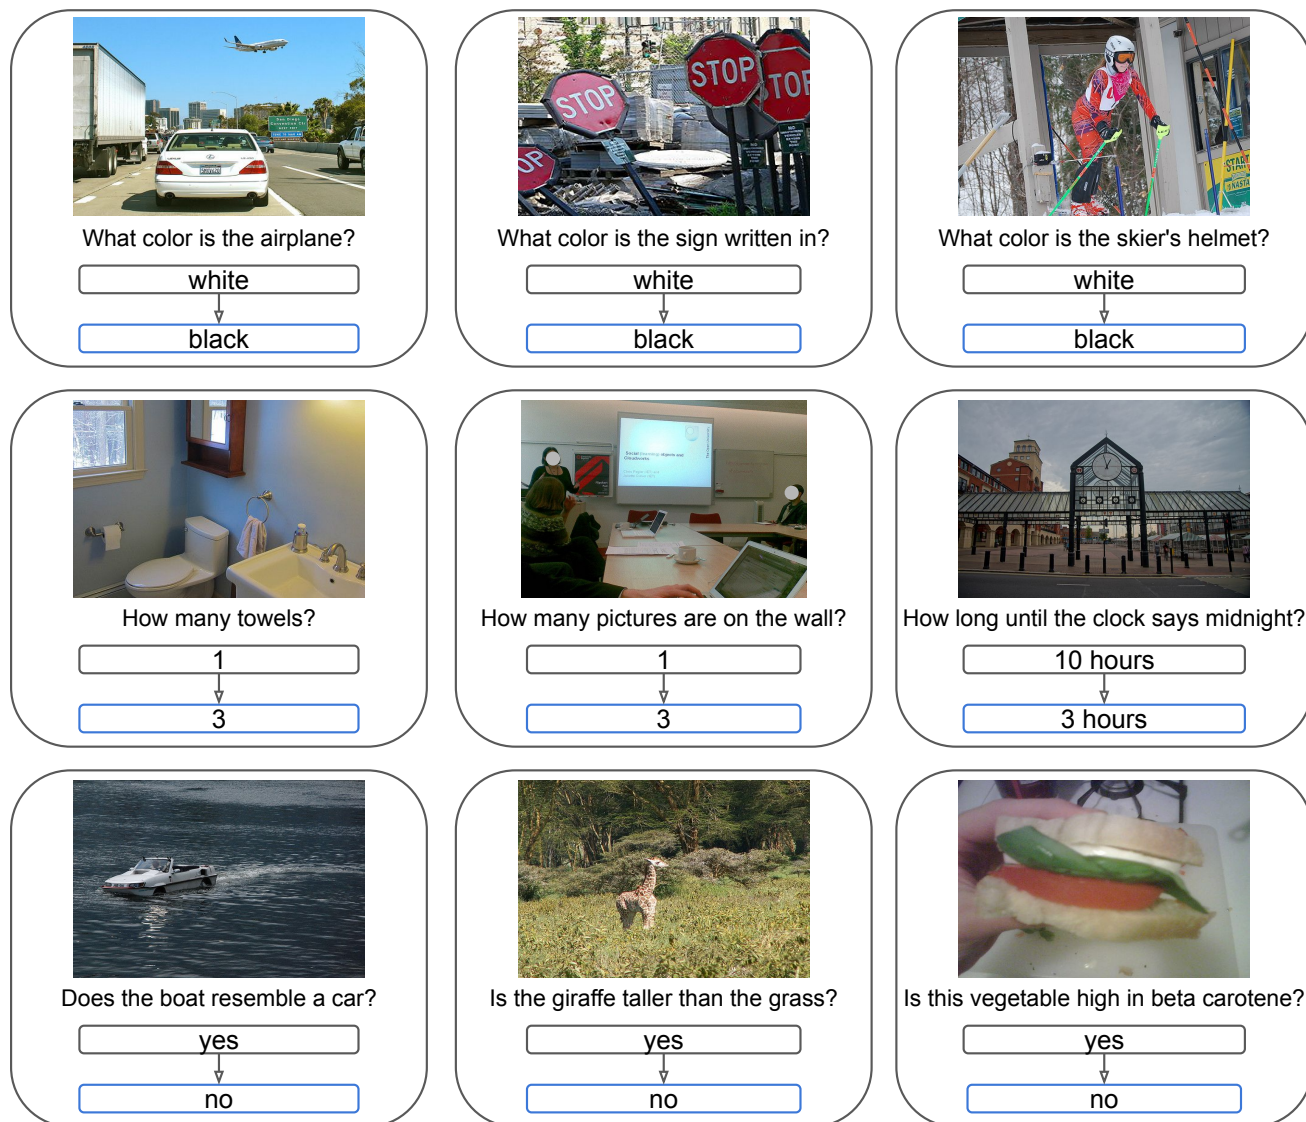 What color is the airplane?
white
black
STOP
STOP
STOP
OP
What color is the sign written in?
white
black
START
NASTA
What color is the skier's helmet?
white
black
How many towels?
1
3
How many pictures are on the wall?
1
3
How long until the clock says midnight?
10 hours
3 hours
Does the boat resemble a car?
yes
no
Is the giraffe taller than the grass?
yes
no
Is this vegetable high in beta carotene?
yes
no